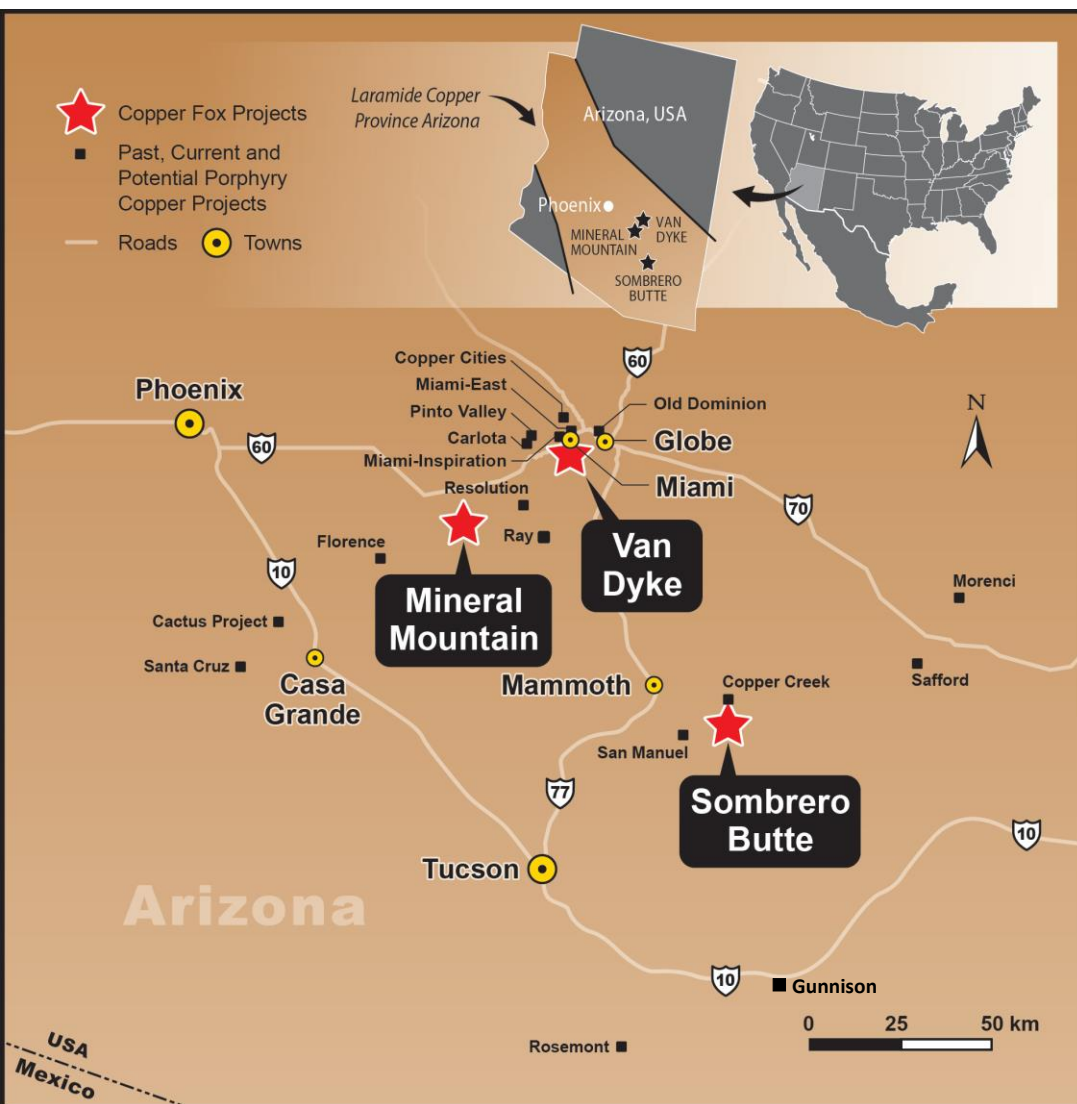 Copper Fox Projects
Past, Current and
Potential Porphyry
Copper Projects
Roads
Towns
Laramide Copper
Province Arizona
Arizona, USA
Phoenix
VAN
DYKE
MINERAL
MOUNTAIN
SOMBRERO
BUTTE
60
Copper Cities
Miami-East
Pinto Valley
Carlota
Miami-Inspiration
Old Dominion
Phoenix
Globe
N
60
Miami
Resolution
70
Ray
Florence
Van
Dyke
10
Mineral
Mountain
Morenci
Cactus Project
Santa Cruz
Casa
Grande
Mammoth
Copper Creek
Safford
San Manuel
77
Sombrero
Butte
10
Tucson
Arizona
10
Gunnison
0 25 50 km
Rosemont
USA
Mexico